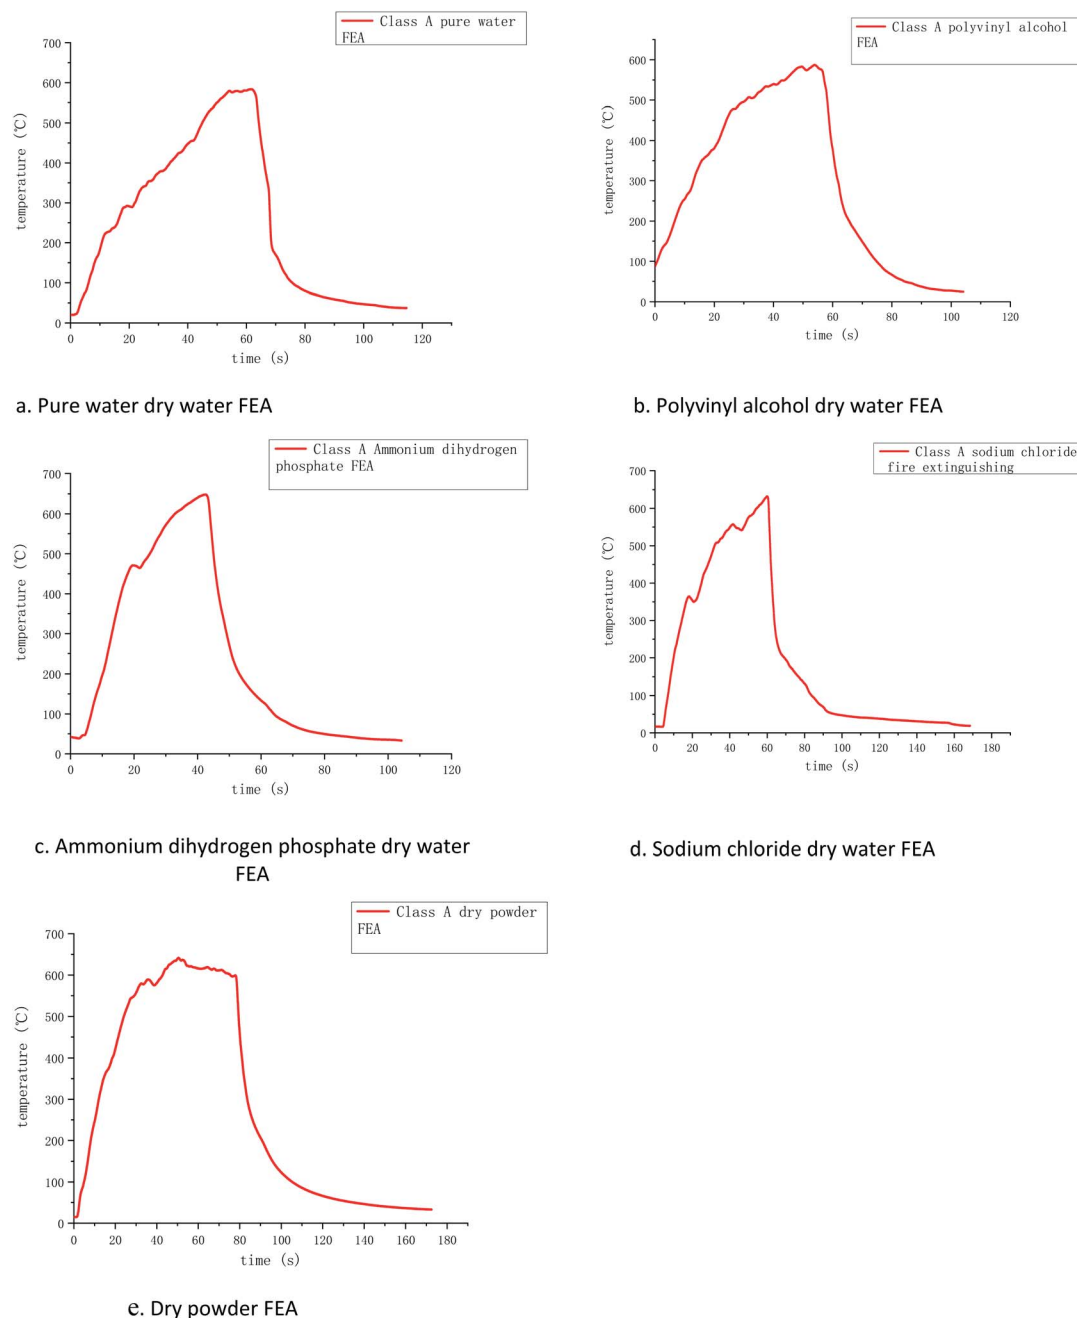 Class A pure water
FEA
700
600
500
400
300
200
100
0
temperature (℃)
0 20 40 60 80 100 120
time (s)
a. Pure water dry water FEA
Class A polyvinyl alcohol
FEA
600
500
400
300
200
100
0
temperature (℃)
0 20 40 60 80 100 120
time (s)
b. Polyvinyl alcohol dry water FEA
Class A Ammonium dihydrogen
phosphate FEA
700
600
500
400
300
200
100
0
temperature (℃)
0 20 40 60 80 100 120
time (s)
c. Ammonium dihydrogen phosphate dry water
FEA
Class A sodium chloride
fire extinguishing
700
600
500
400
300
200
100
0
temperature (℃)
0 20 40 60 80 100 120 140 160 180
time (s)
d. Sodium chloride dry water FEA
Class A dry powder
FEA
700
600
500
400
300
200
100
0
temperature (℃)
0 20 40 60 80 100 120 140 160 180
time (s)
e. Dry powder FEA